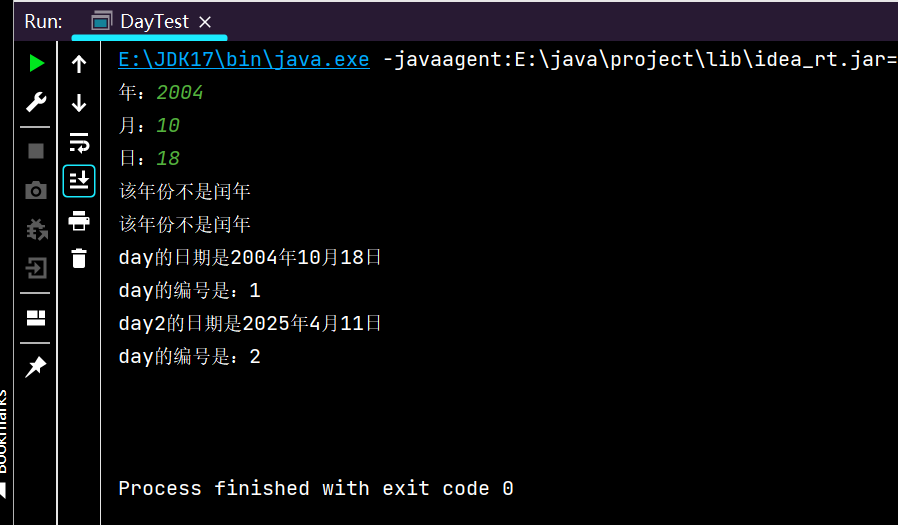 Run: DayTest
E:\JDK17\bin\java.exe -javaagent:E:\java\project\lib\idea_rt.jar=
年：2004
月：10
日：18
该年份不是闰年
该年份不是闰年
day的日期是2004年10月18日
day的编号是：1
day2的日期是2025年4月11日
day的编号是：2
Process finished with exit code 0
Bookmarks